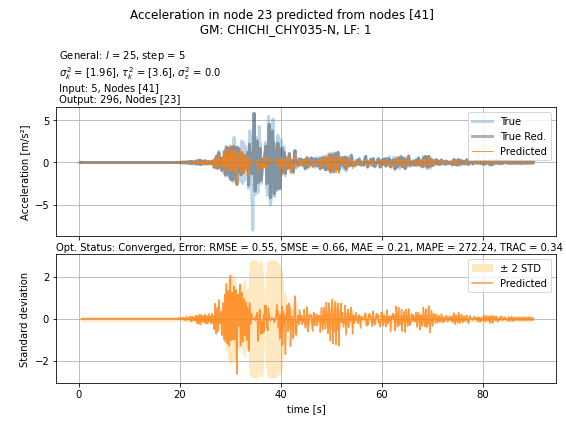 Acceleration in node 23 predicted from nodes [41]
GM: CHICHI_CHY035-N, LF: 1
General: l = 25, step = 5
σ²ₖ = [1.96], τ²ₖ = [3.6], σ²ₑ = 0.0
Input: 5, Nodes [41]
Output: 296, Nodes [23]
Acceleration [m/s²]
5
0
−5
True
True Red.
Predicted
Opt. Status: Converged, Error: RMSE = 0.55, SMSE = 0.66, MAE = 0.21, MAPE = 272.24, TRAC = 0.34
Standard deviation
2
0
−2
± 2 STD
Predicted
0 20 40 60 80
time [s]